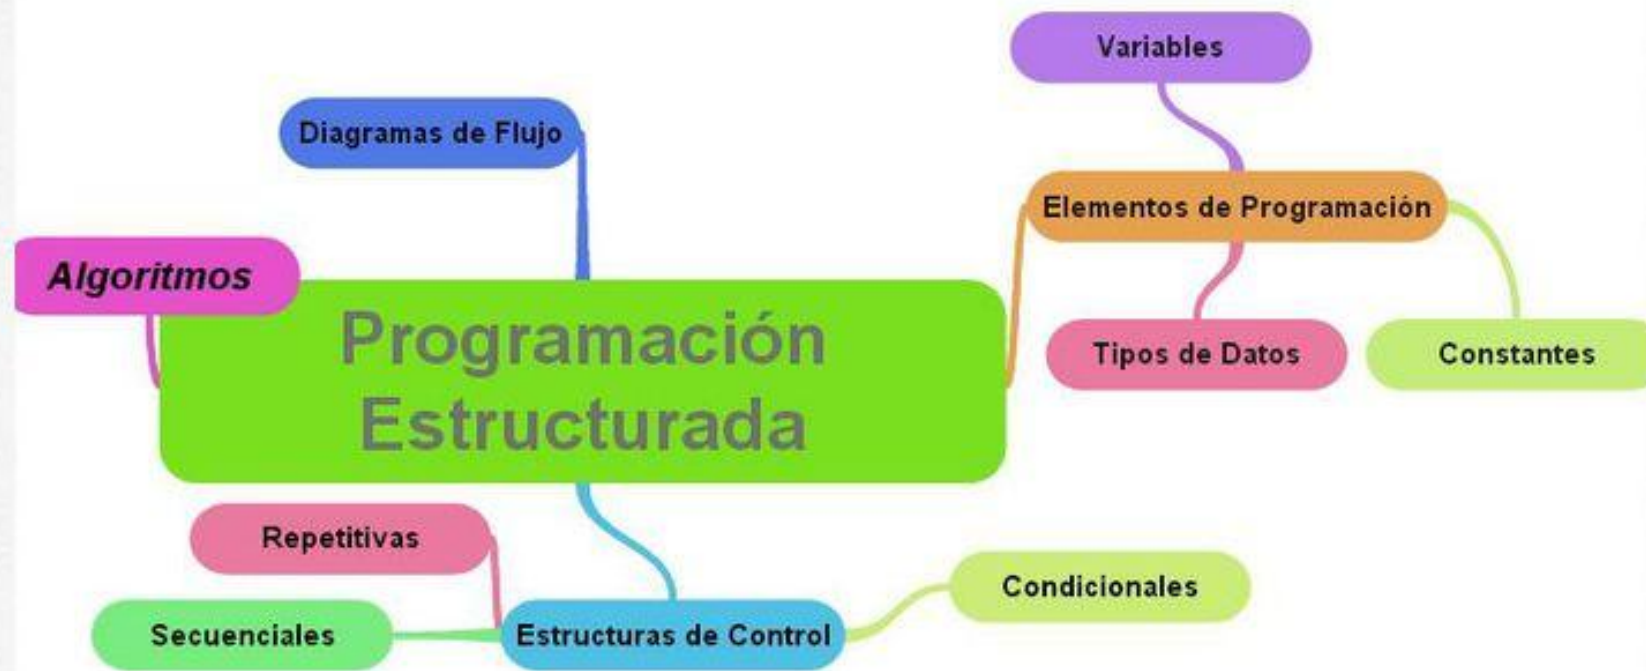 Variables
Diagramas de Flujo
Elementos de Programación
Algoritmos
Programación
Estructurada
Tipos de Datos
Constantes
Repetitivas
Condicionales
Secuenciales
Estructuras de Control